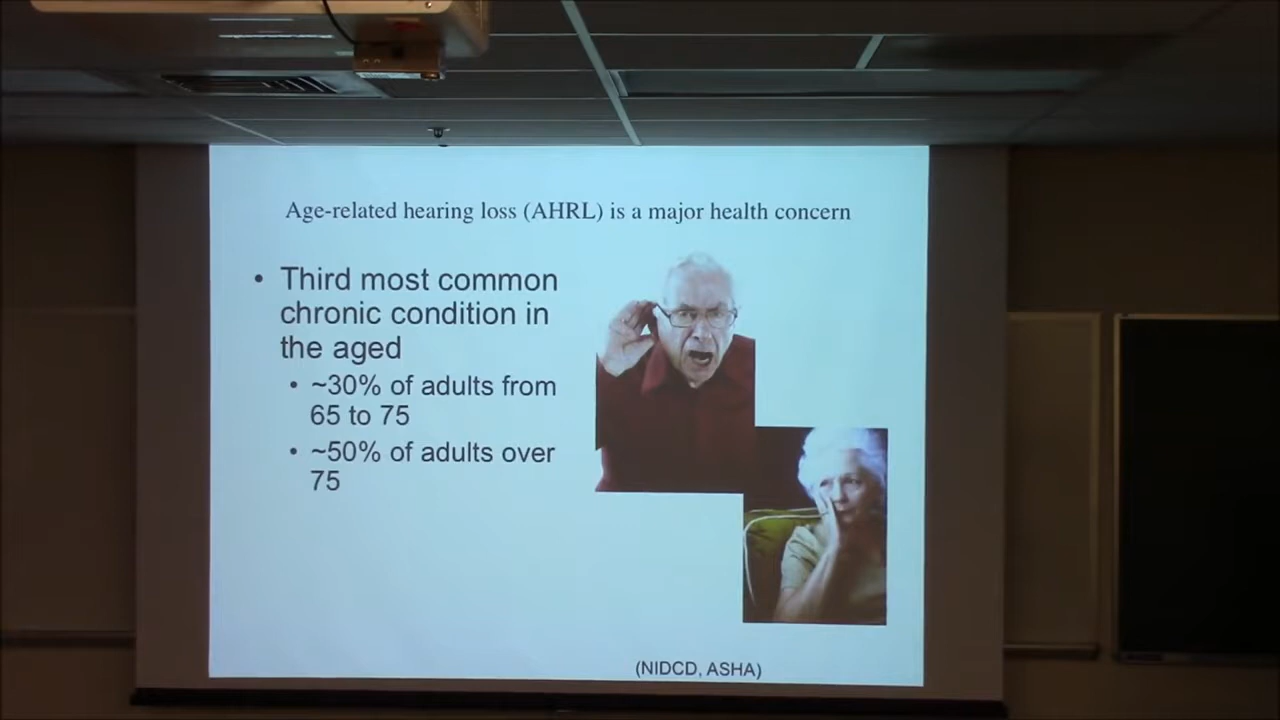 Age-related hearing loss (AHRL) is a major health concern
• Third most common
chronic condition in
the aged
• ~30% of adults from
65 to 75
• ~50% of adults over
75
(NIDCD, ASHA)